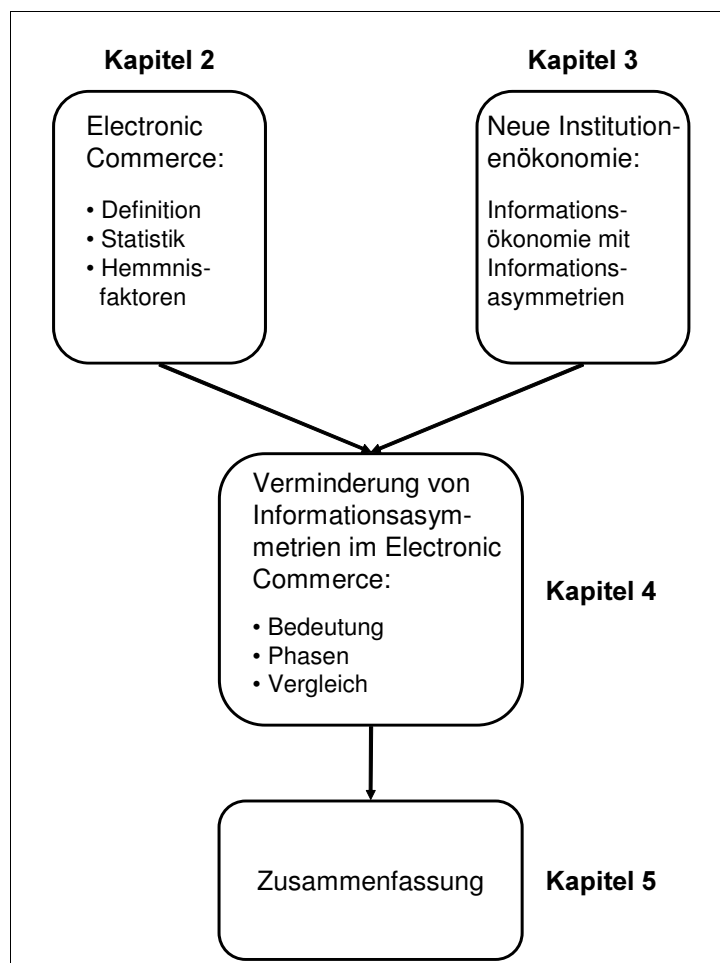 Kapitel 2
Electronic
Commerce:
• Definition
• Statistik
• Hemmnis-
faktoren
Kapitel 3
Neue Institution-
enökonomie:
Informations-
ökonomie mit
Informations-
asymmetrien
Verminderung von
Informationsasym-
metrien im Electronic
Commerce:
• Bedeutung
• Phasen
• Vergleich
Kapitel 4
Zusammenfassung
Kapitel 5